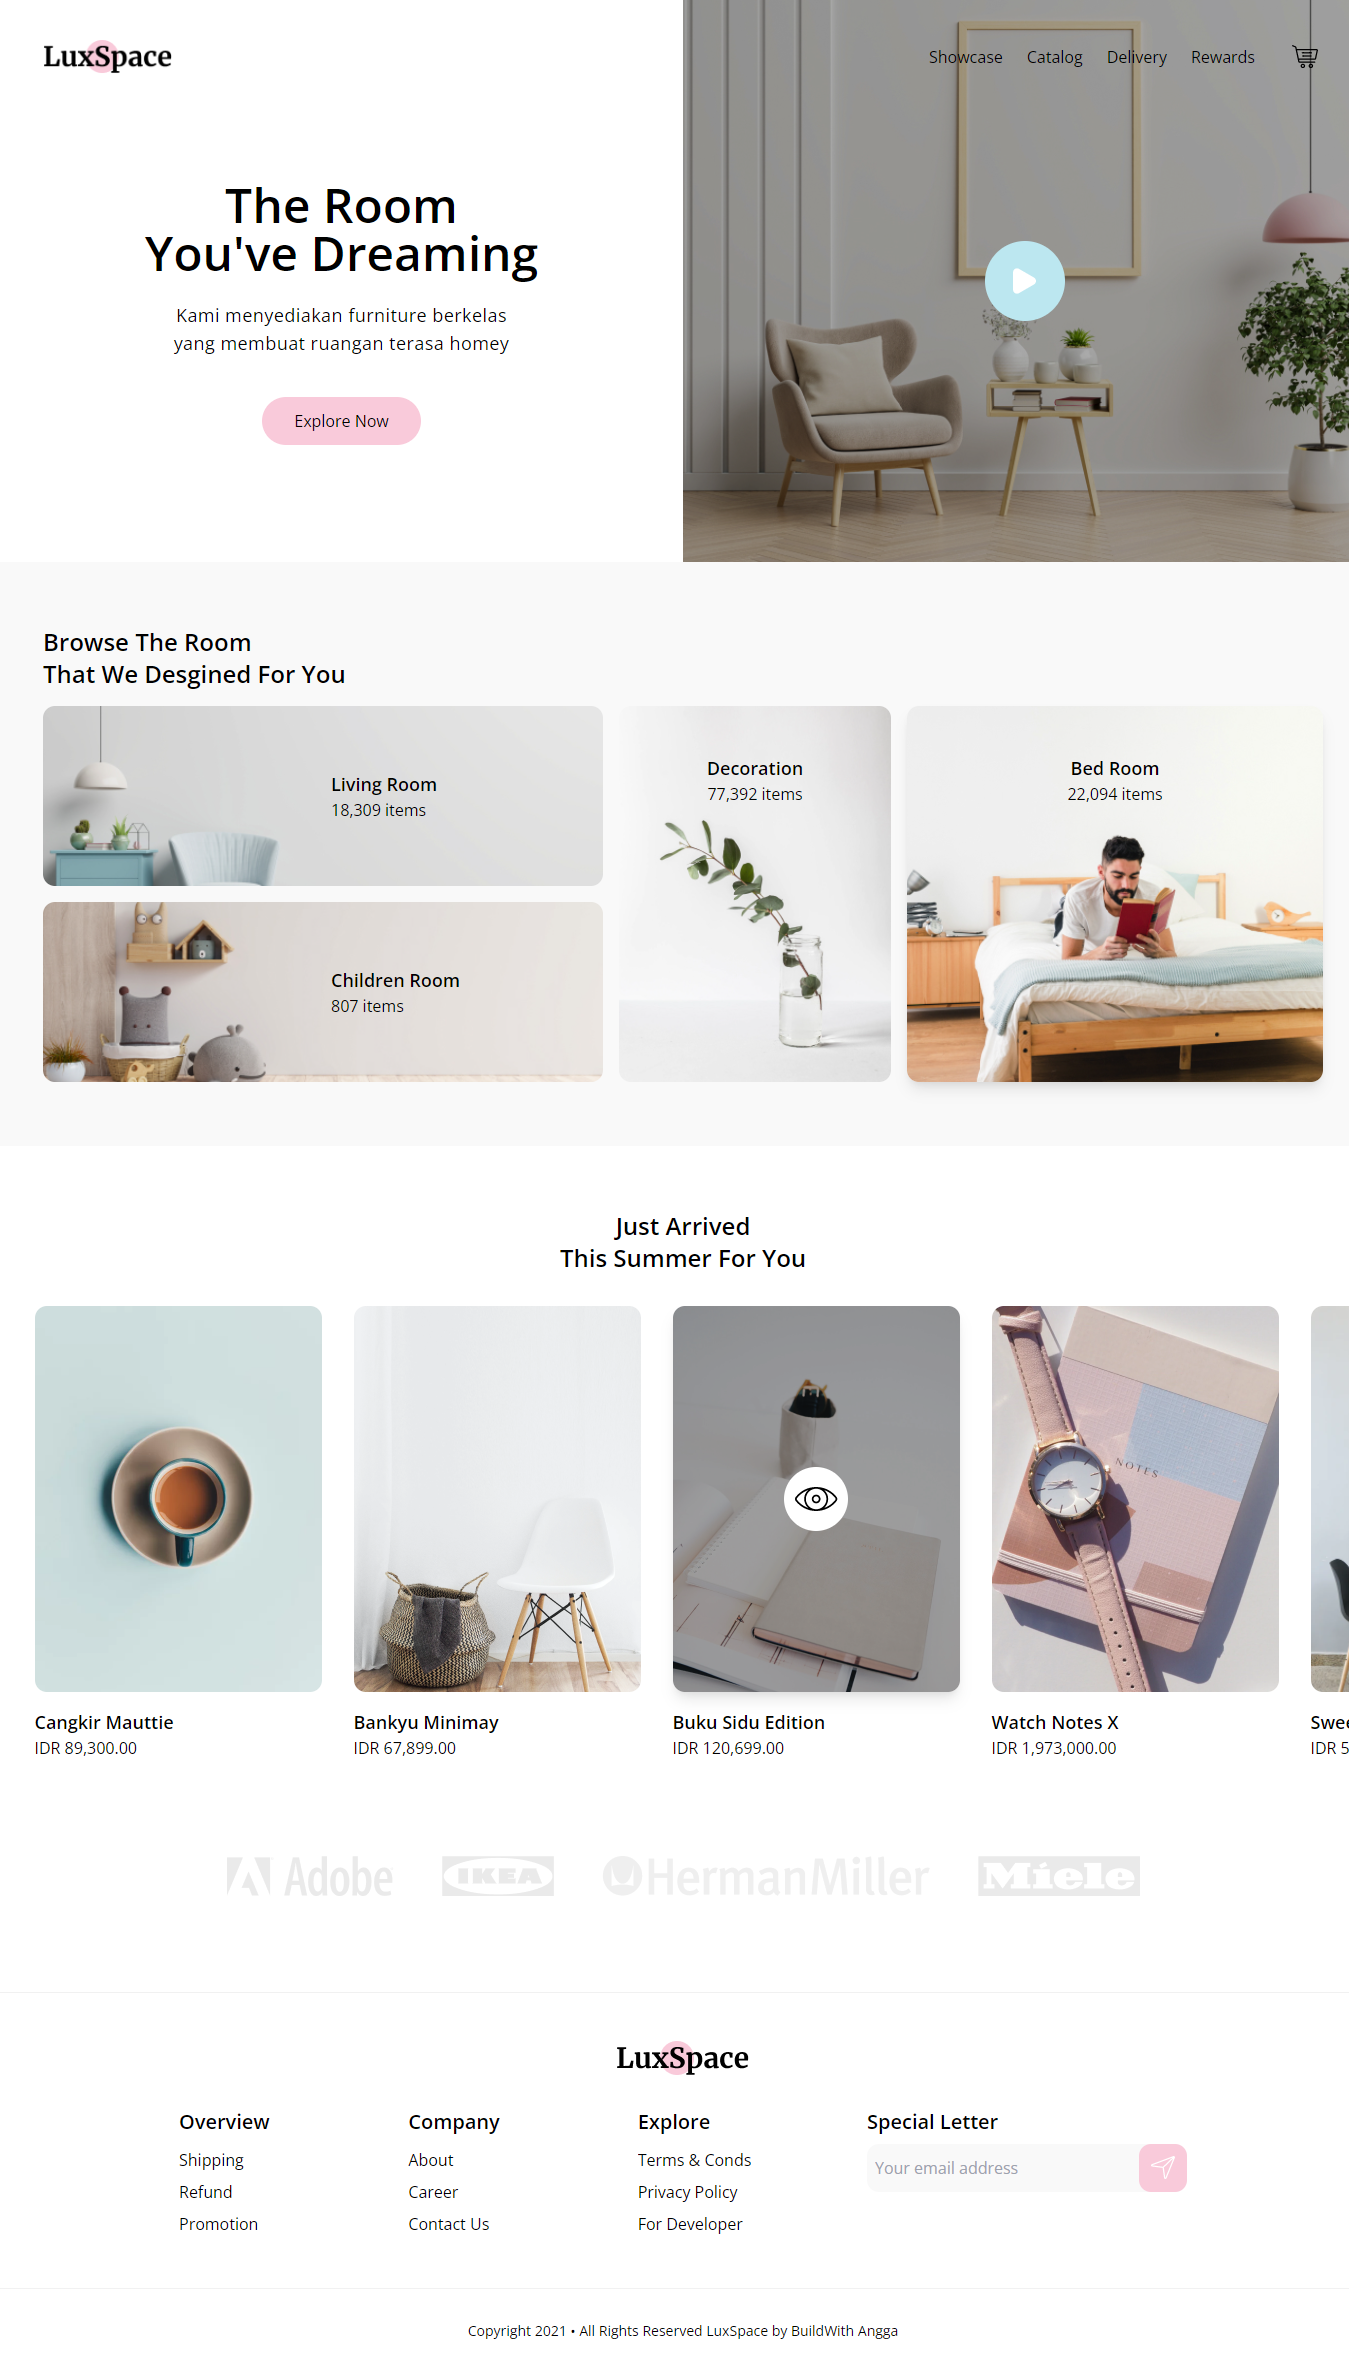 LuxSpace
Showcase Catalog Delivery Rewards
The Room
You've Dreaming
Kami menyediakan furniture berkelas
yang membuat ruangan terasa homey
Explore Now
Browse The Room
That We Desgined For You
Living Room
18,309 items
Decoration
77,392 items
Bed Room
22,094 items
Children Room
807 items
Just Arrived
This Summer For You
NOTES
Cangkir Mauttie
IDR 89,300.00
Bankyu Minimay
IDR 67,899.00
Buku Sidu Edition
IDR 120,699.00
Watch Notes X
IDR 1,973,000.00
Swee
IDR 5
Adobe
IKEA
HermanMiller
Miele
LuxSpace
Overview
Shipping
Refund
Promotion
Company
About
Career
Contact Us
Explore
Terms & Conds
Privacy Policy
For Developer
Special Letter
Your email address
Copyright 2021 • All Rights Reserved LuxSpace by BuildWith Angga